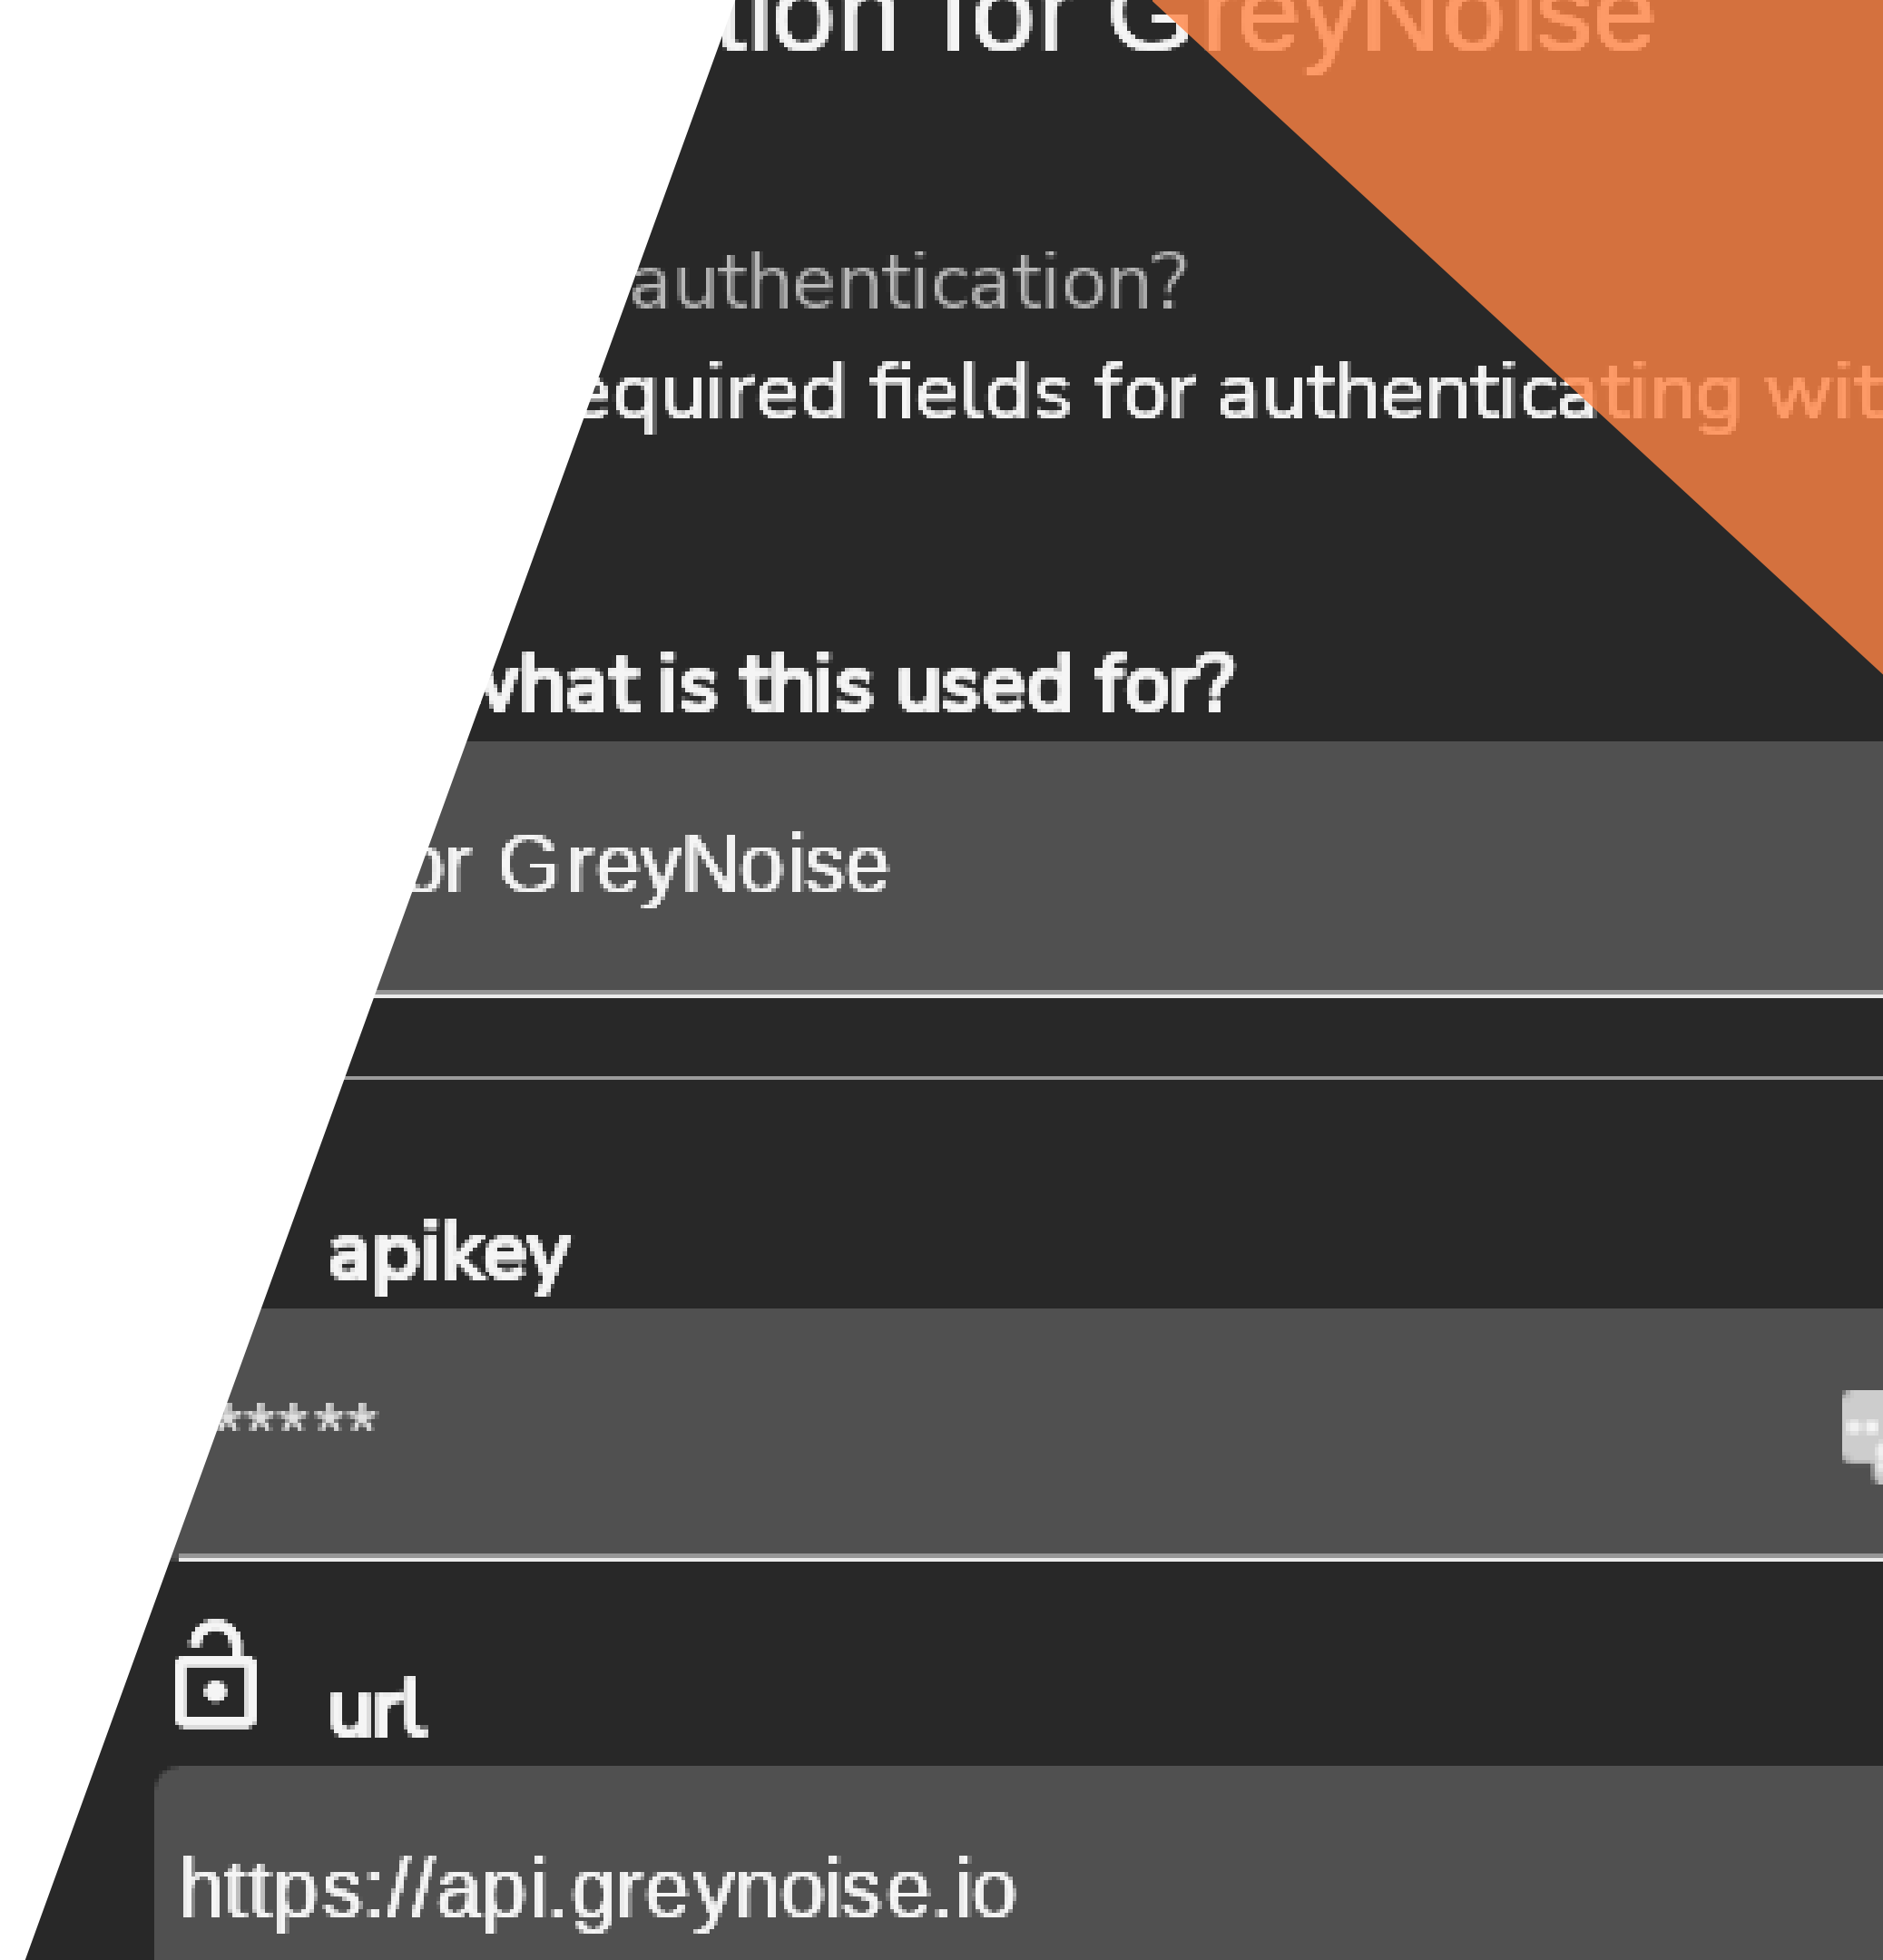 tion for GreyNoise
authentication?
equired fields for authenticating wit
what is this used for?
or GreyNoise
apikey
*****
url
https://api.greynoise.io